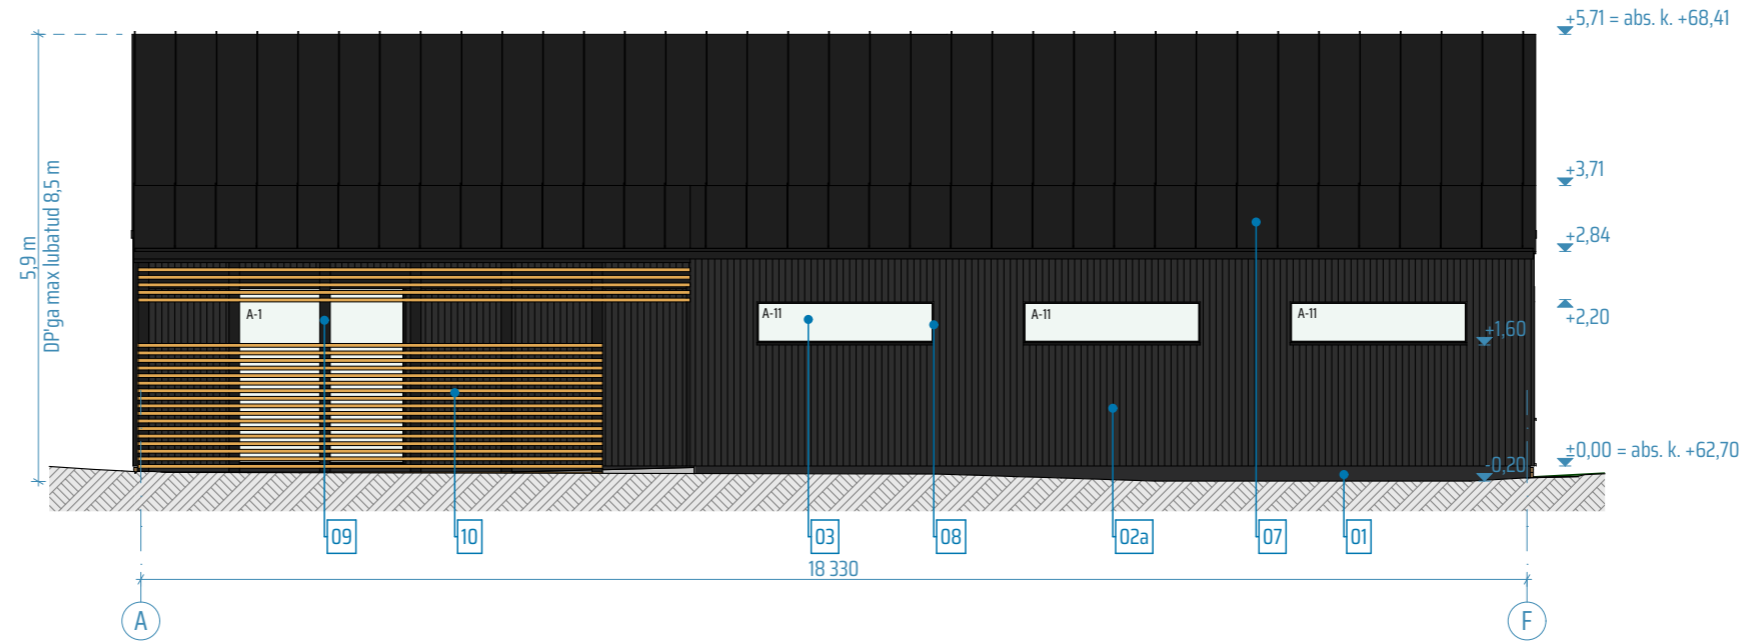 +5,71 = abs. k. +68,41
+3,71
+2,84
+2,20
+1,60
±0,00 = abs. k. +62,70
-0,20
5,9 m
DP'ga max lubatud 8,5 m
A-1
A-11
A-11
A-11
09
10
03
08
02a
07
01
18 330
A
F